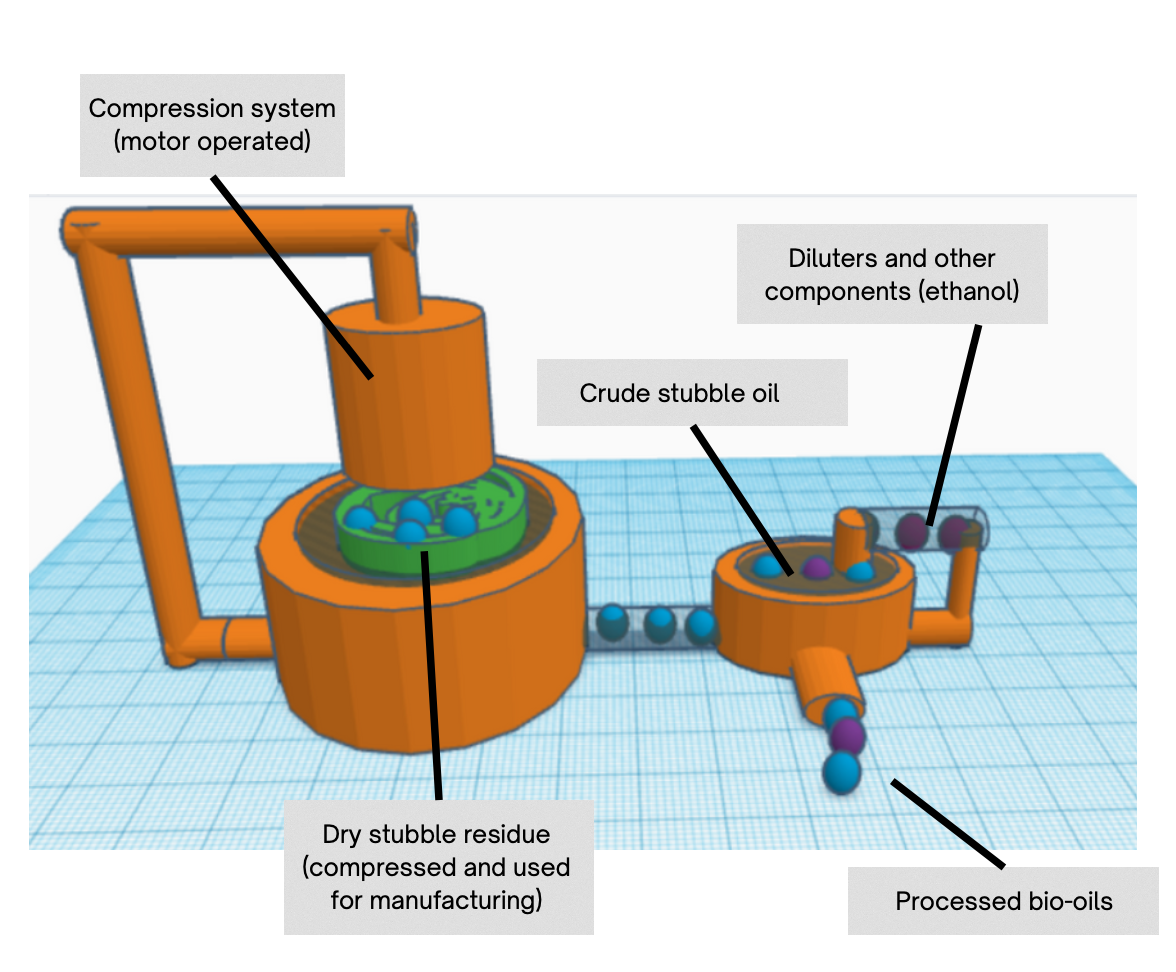 Compression system
(motor operated)
Diluters and other
components (ethanol)
Crude stubble oil
Dry stubble residue
(compressed and used
for manufacturing)
Processed bio-oils